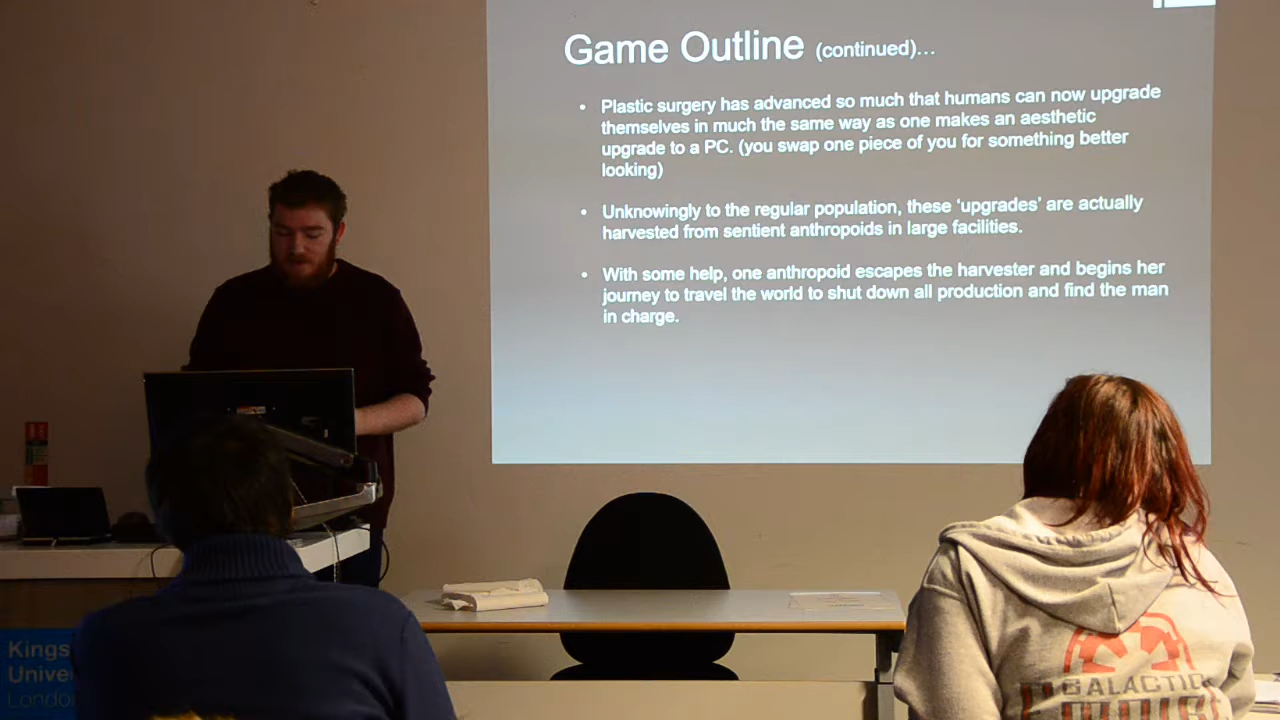 Game Outline (continued)...
• Plastic surgery has advanced so much that humans can now upgrade
themselves in much the same way as one makes an aesthetic
upgrade to a PC. (you swap one piece of you for something better
looking)
• Unknowingly to the regular population, these ‘upgrades’ are actually
harvested from sentient anthropoids in large facilities.
• With some help, one anthropoid escapes the harvester and begins her
journey to travel the world to shut down all production and find the man
in charge.
Kings
Unive
London
GALACTIC